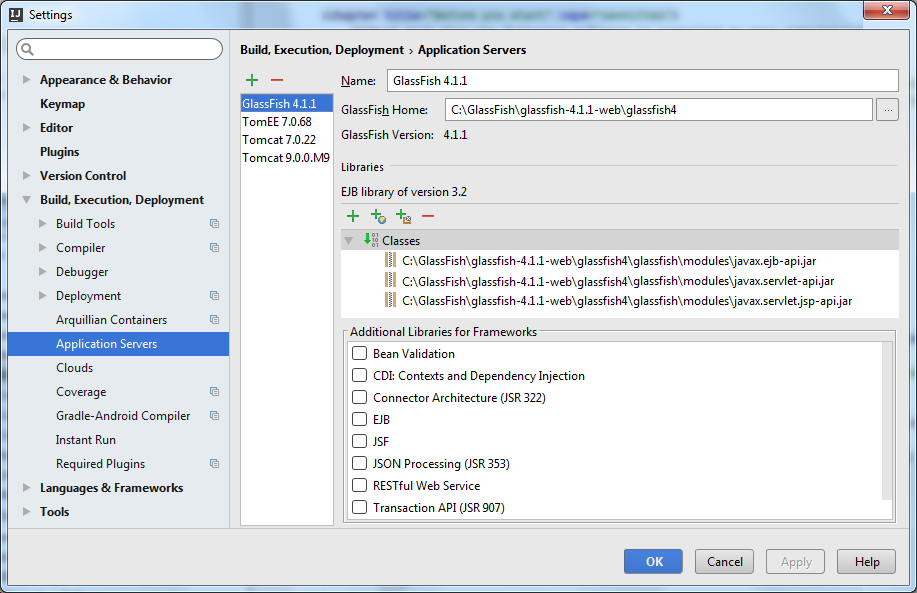 Settings
Build, Execution, Deployment › Application Servers
Appearance & Behavior
Keymap
Editor
Plugins
Version Control
Build, Execution, Deployment
Build Tools
Compiler
Debugger
Deployment
Arquillian Containers
Application Servers
Clouds
Coverage
Gradle-Android Compiler
Instant Run
Required Plugins
Languages & Frameworks
Tools
GlassFish 4.1.1
TomEE 7.0.68
Tomcat 7.0.22
Tomcat 9.0.0.M9
Name: GlassFish 4.1.1
GlassFish Home: C:\GlassFish\glassfish-4.1.1-web\glassfish4 ...
GlassFish Version: 4.1.1
Libraries
EJB library of version 3.2
Classes
C:\GlassFish\glassfish-4.1.1-web\glassfish4\glassfish\modules\javax.ejb-api.jar
C:\GlassFish\glassfish-4.1.1-web\glassfish4\glassfish\modules\javax.servlet-api.jar
C:\GlassFish\glassfish-4.1.1-web\glassfish4\glassfish\modules\javax.servlet.jsp-api.jar
Additional Libraries for Frameworks
Bean Validation
CDI: Contexts and Dependency Injection
Connector Architecture (JSR 322)
EJB
JSF
JSON Processing (JSR 353)
RESTful Web Service
Transaction API (JSR 907)
OK Cancel Apply Help